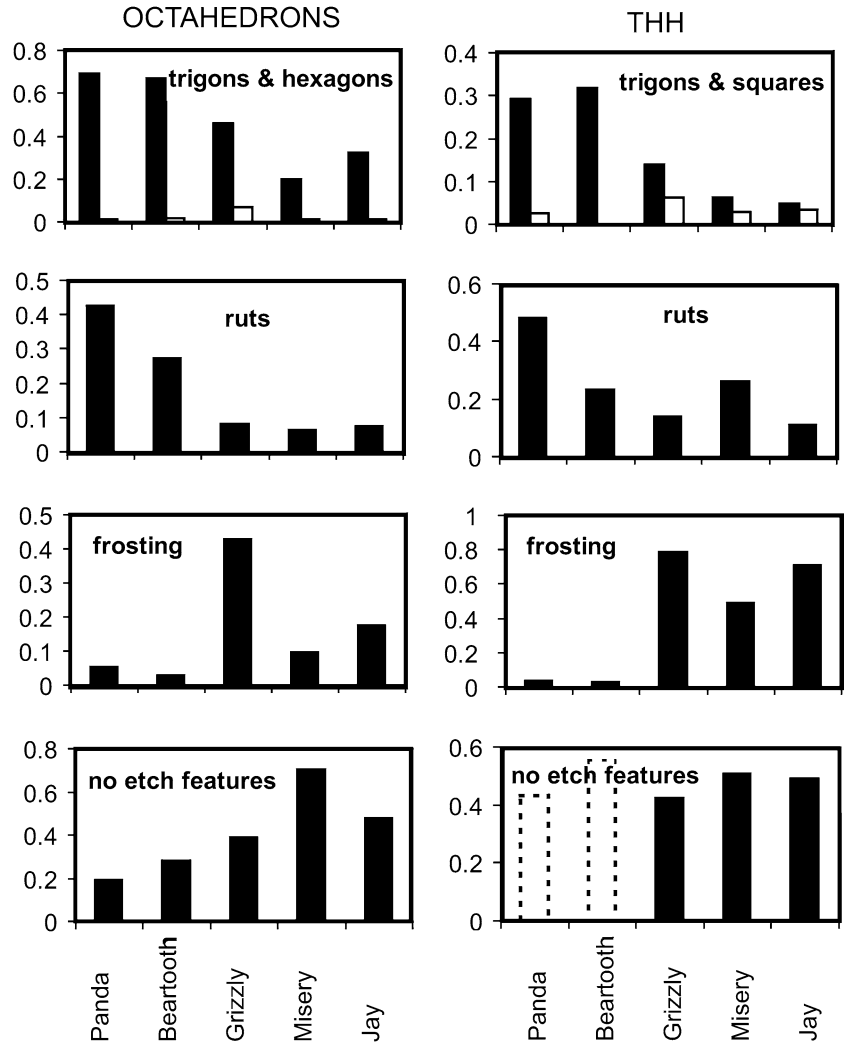 OCTAHEDRONS
THH
0.8
0.6
0.4
0.2
0
trigons & hexagons
0.4
0.3
0.2
0.1
0
trigons & squares
0.5
0.4
0.3
0.2
0.1
0
ruts
0.6
0.4
0.2
0
ruts
0.5
0.4
0.3
0.2
0.1
0
frosting
1
0.8
0.6
0.4
0.2
0
frosting
0.8
0.6
0.4
0.2
0
no etch features
0.6
0.4
0.2
0
no etch features
Panda
Beartooth
Grizzly
Misery
Jay
Panda
Beartooth
Grizzly
Misery
Jay